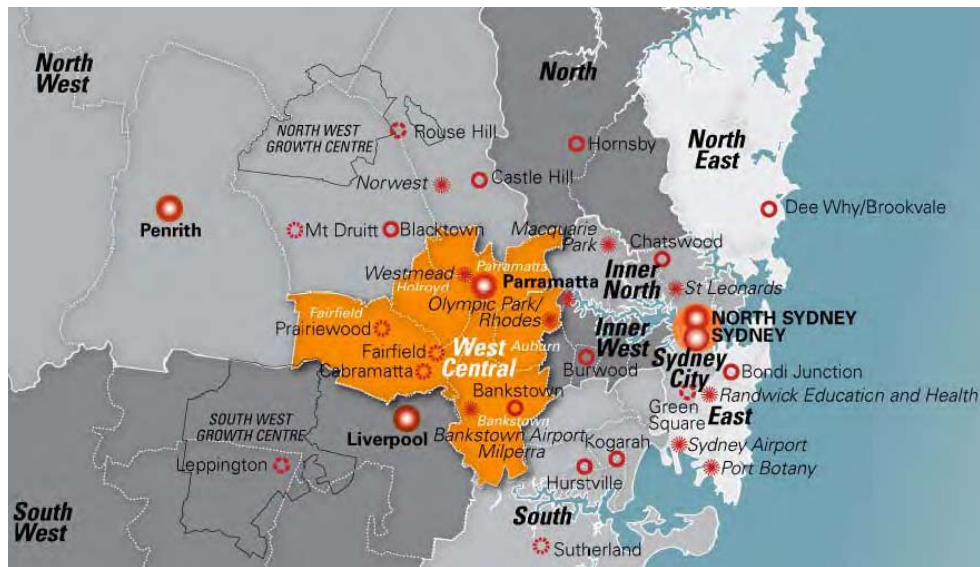 North
West
North
NORTH WEST
GROWTH CENTRE
Rouse Hill
Hornsby
North
East
Norwest
Castle Hill
Penrith
Mt Druitt
Blacktown
Dee Why/Brookvale
Macquarie
Park
Chatswood
Westmead
Parramatta
Parramatta
Holroyd
Inner
North
St Leonards
Olympic Park/
Rhodes
Fairfield
Prairiewood
NORTH SYDNEY
SYDNEY
Inner
West
Auburn
West
Central
Fairfield
Cabramatta
Burwood
Sydney
City
Bondi Junction
Bankstown
Randwick Education and Health
Green
Square
East
SOUTH WEST
GROWTH CENTRE
Liverpool
Bankstown
Bankstown Airport
Milperra
Kogarah
Sydney Airport
Leppington
Port Botany
Hurstville
South
West
South
Sutherland